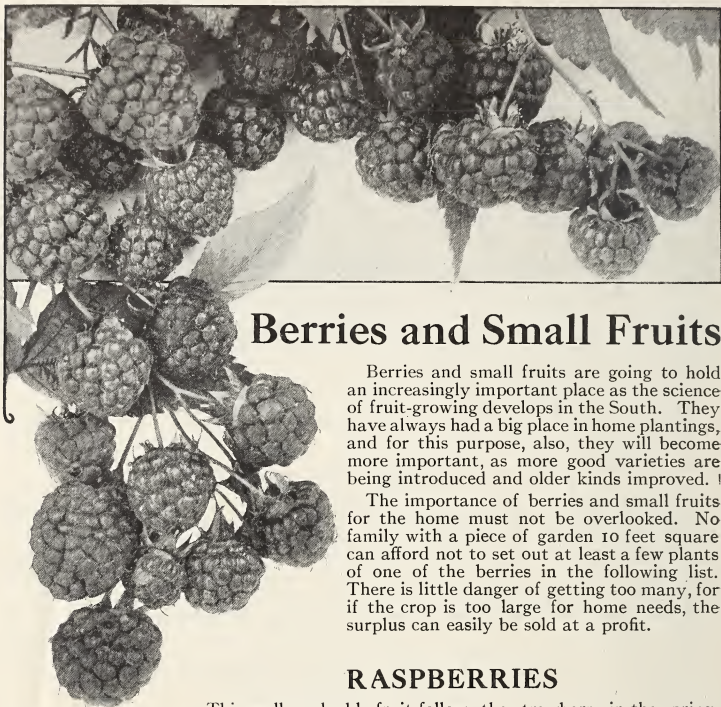 Berries and Small Fruits
Berries and small fruits are going to hold
an increasingly important place as the science
of fruit-growing develops in the South. They
have always had a big place in home plantings,
and for this purpose, also, they will become
more important, as more good varieties are
being introduced and older kinds improved.
The importance of berries and small fruits
for the home must not be overlooked. No
family with a piece of garden 10 feet square
can afford not to set out at least a few plants
of one of the berries in the following list.
There is little danger of getting too many, for
if the crop is too large for home needs, the
surplus can easily be sold at a profit.
RASPBERRIES